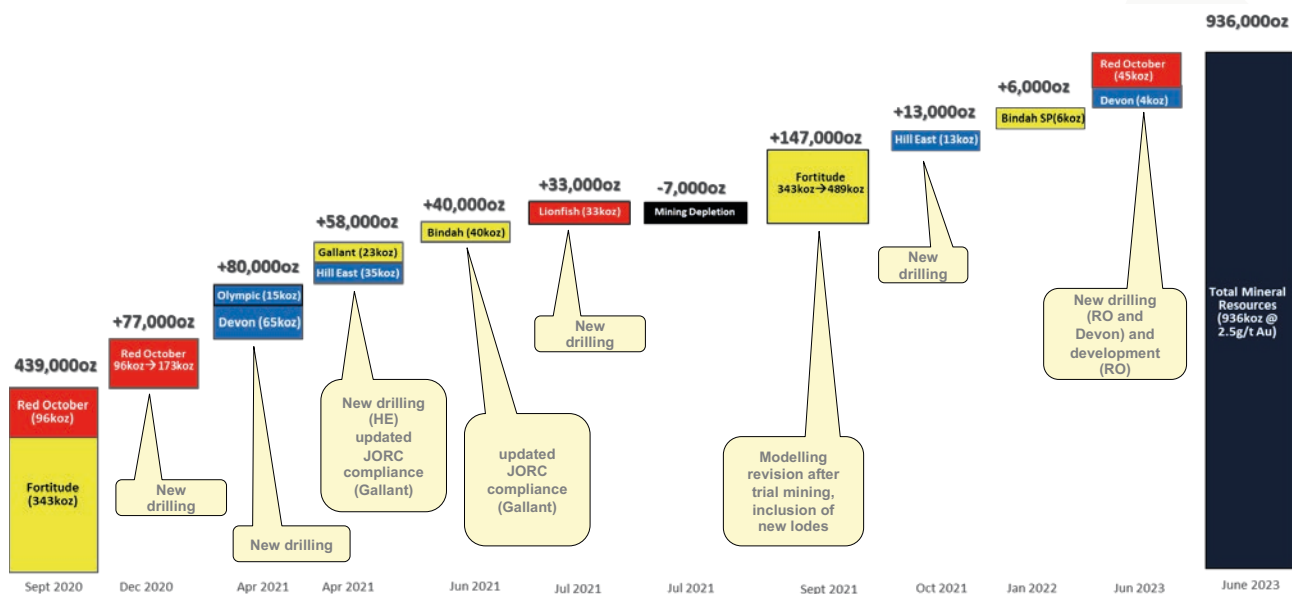 936,000oz
Red October
(45koz)
Devon (4koz)
+6,000oz
Bindah SP(6koz)
+13,000oz
Hill East (13koz)
+147,000oz
Fortitude
343koz→489koz
-7,000oz
Mining Depletion
+33,000oz
Lionfish (33koz)
+40,000oz
Bindah (40koz)
+58,000oz
Gallant (23koz)
Hill East (35koz)
+80,000oz
Olympic (15koz)
Devon (65koz)
+77,000oz
Red October
96koz→173koz
439,000oz
Red October
(96koz)
Fortitude
(343koz)
New
drilling
New drilling
New drilling
(HE)
updated
JORC
compliance
(Gallant)
updated
JORC
compliance
(Gallant)
New
drilling
Modelling
revision after
trial mining,
inclusion of
new lodes
New
drilling
New drilling
(RO and
Devon) and
development
(RO)
Total Mineral
Resources
(936koz @
2.5g/t Au)
Sept 2020
Dec 2020
Apr 2021
Apr 2021
Jun 2021
Jul 2021
Jul 2021
Sept 2021
Oct 2021
Jan 2022
Jun 2023
June 2023